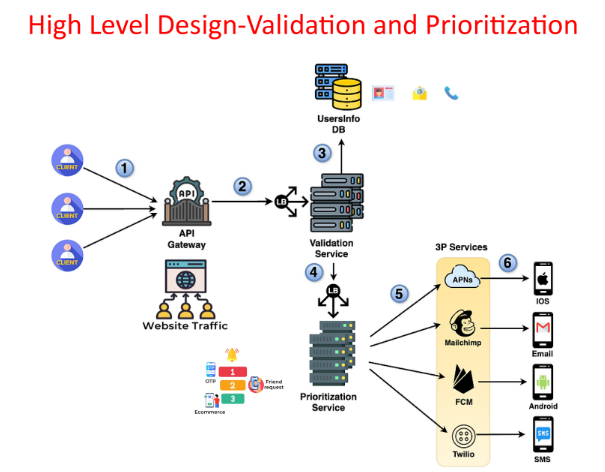 High Level Design-Validation and Prioritization
UsersInfo
DB
1
CLIENT
CLIENT
CLIENT
API
API
Gateway
2
LB
3
Validation
Service
Website Traffic
4
LB
Prioritization
Service
OTP
1
2
3
Friend
request
Ecommerce
5
3P Services
6
APNs
IOS
Mailchimp
Email
FCM
Android
Twilio
SMS
SMS